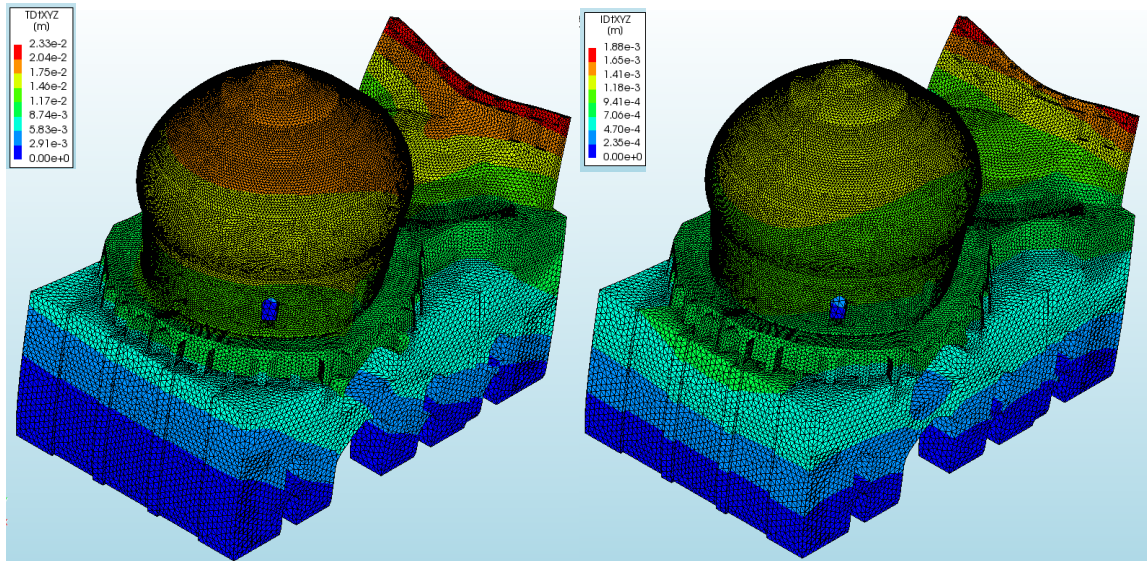 TDtXYZ
(m)
2.33e-2
2.04e-2
1.75e-2
1.46e-2
1.17e-2
8.74e-3
5.83e-3
2.91e-3
0.00e+0
IDtXYZ
(m)
1.88e-3
1.65e-3
1.41e-3
1.18e-3
9.41e-4
7.06e-4
4.70e-4
2.35e-4
0.00e+0